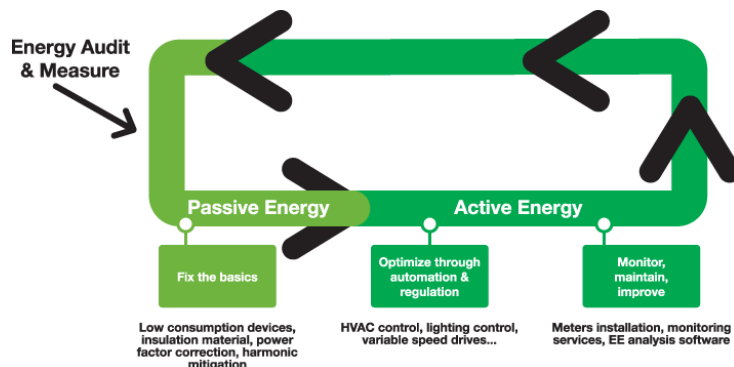 Energy Audit
& Measure
Passive Energy
Active Energy
Fix the basics
Optimize through
automation &
regulation
Monitor,
maintain,
improve
Low consumption devices,
insulation material, power
factor correction, harmonic
mitigation
HVAC control, lighting control,
variable speed drives...
Meters installation, monitoring
services, EE analysis software